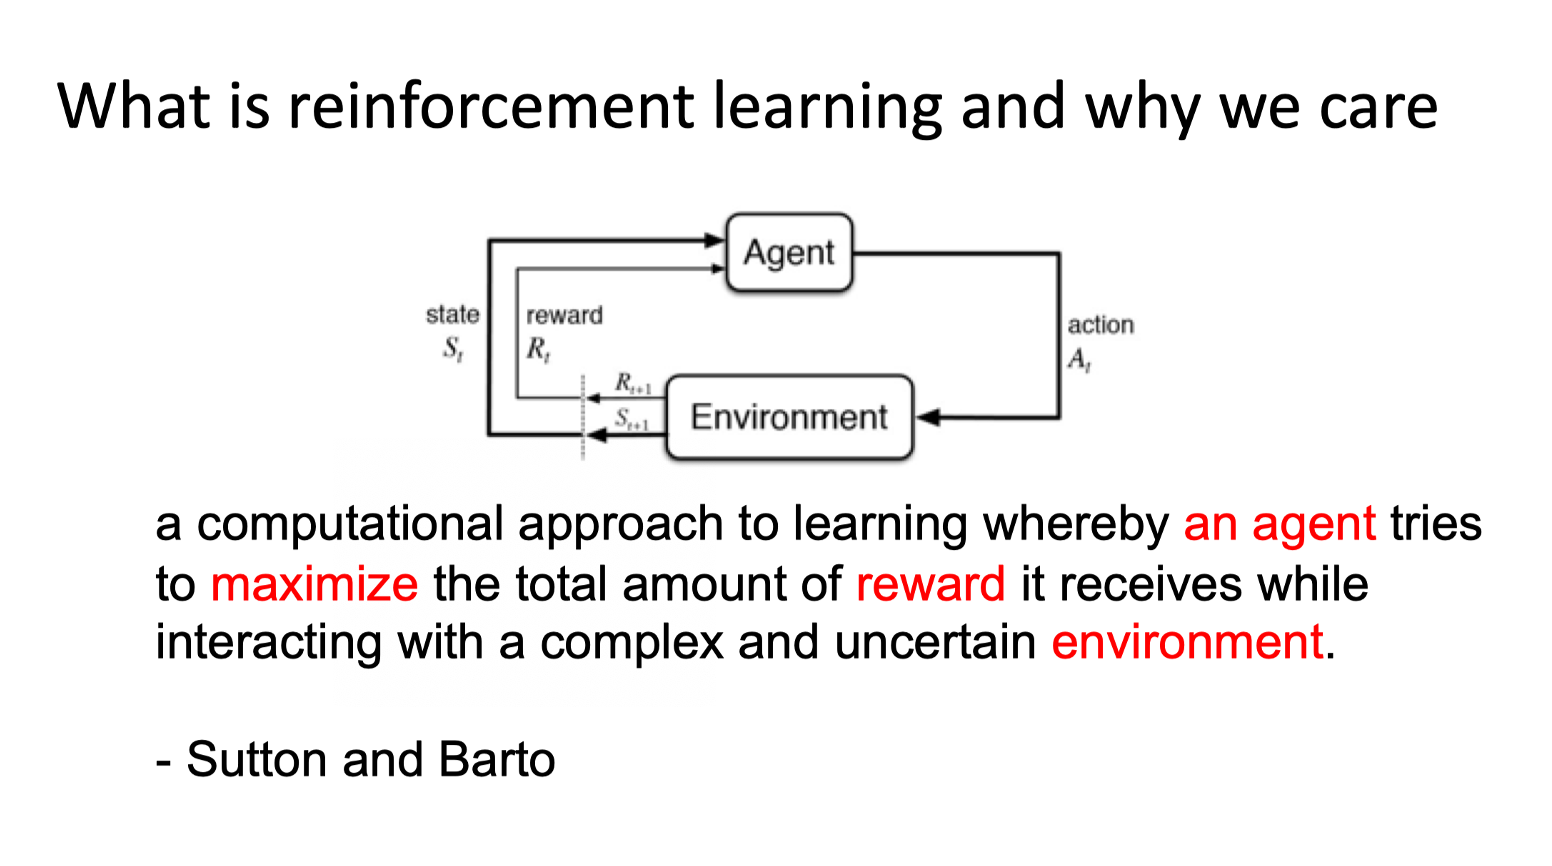 What is reinforcement learning and why we care
Agent
state
S_t
reward
R_t
action
A_t
R_{t+1}
S_{t+1}
Environment
a computational approach to learning whereby an agent tries
to maximize the total amount of reward it receives while
interacting with a complex and uncertain environment.
- Sutton and Barto